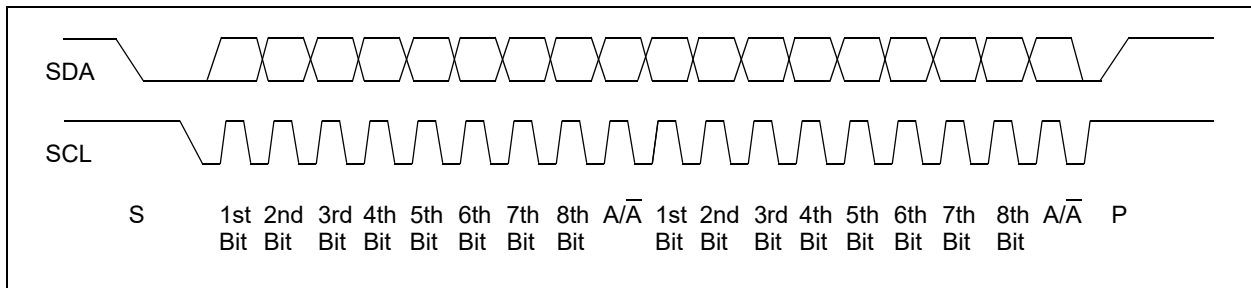 SDA
SCL
S 1st 2nd 3rd 4th 5th 6th 7th 8th A/A̅ 1st 2nd 3rd 4th 5th 6th 7th 8th A/A̅ P
Bit Bit Bit Bit Bit Bit Bit Bit Bit Bit Bit Bit Bit Bit Bit Bit